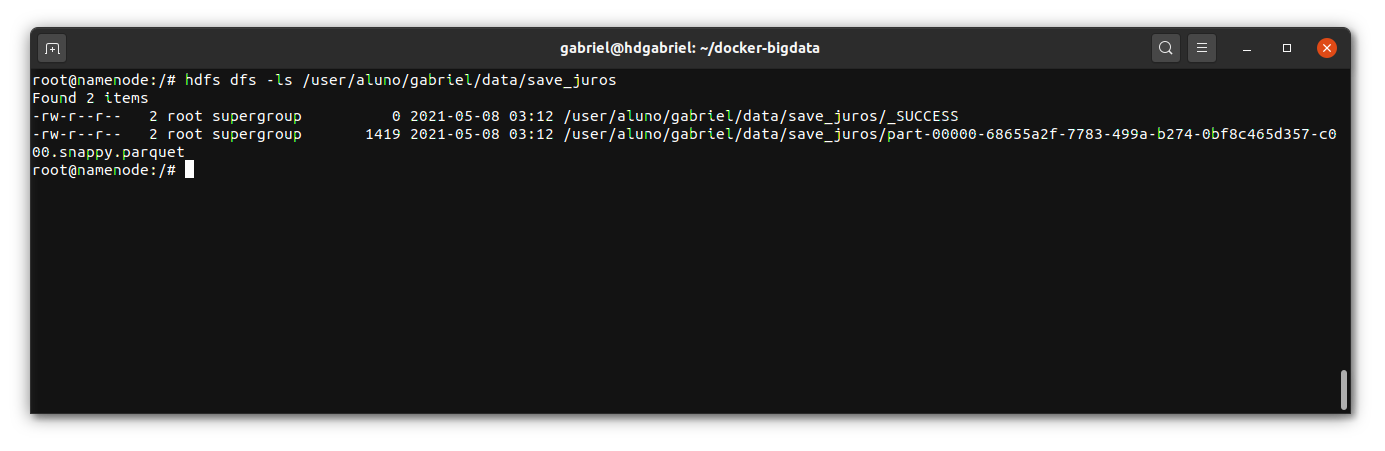 gabriel@hdgabriel: ~/docker-bigdata
root@namenode:/# hdfs dfs -ls /user/aluno/gabriel/data/save_juros
Found 2 items
-rw-r--r--   2 root supergroup          0 2021-05-08 03:12 /user/aluno/gabriel/data/save_juros/_SUCCESS
-rw-r--r--   2 root supergroup       1419 2021-05-08 03:12 /user/aluno/gabriel/data/save_juros/part-00000-68655a2f-7783-499a-b274-0bf8c465d357-c0
00.snappy.parquet
root@namenode:/#